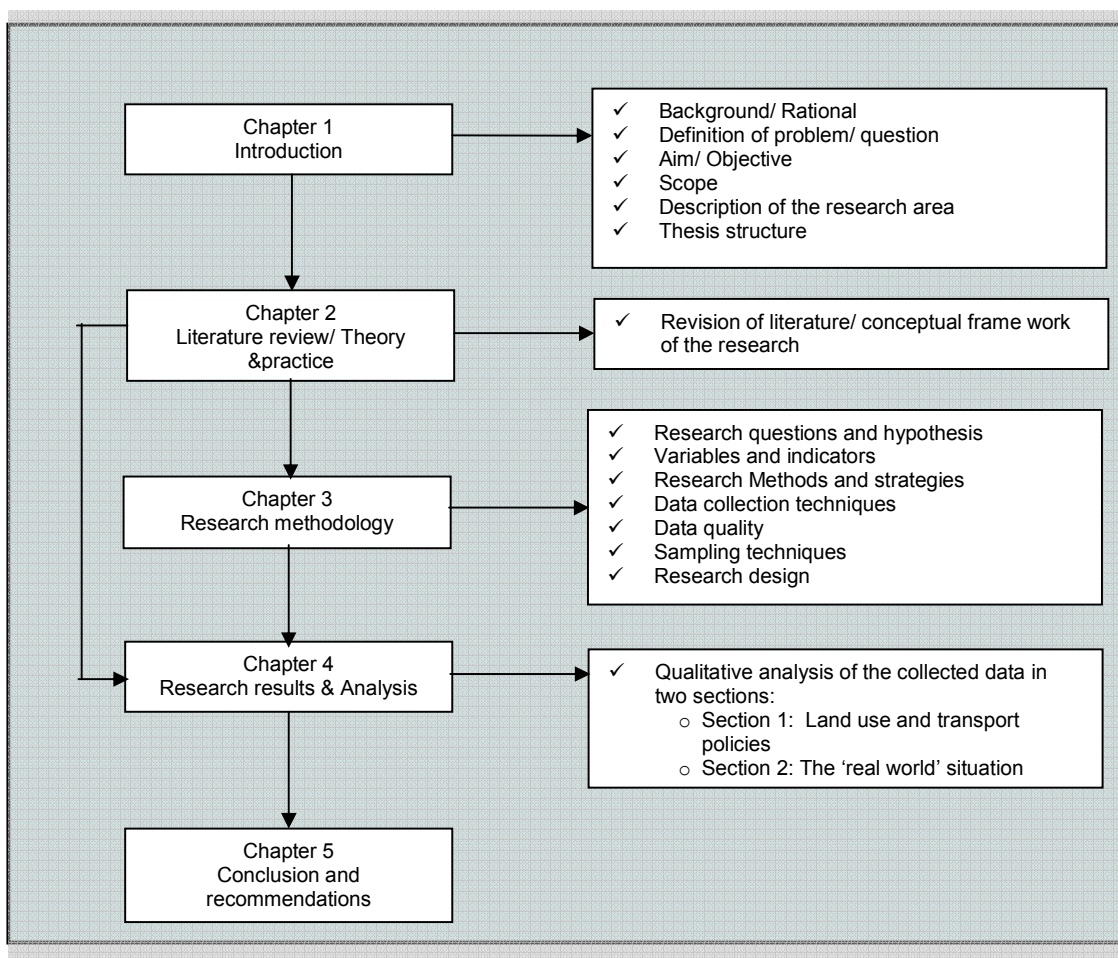 Chapter 1
Introduction
✓ Background/ Rational
✓ Definition of problem/ question
✓ Aim/ Objective
✓ Scope
✓ Description of the research area
✓ Thesis structure
Chapter 2
Literature review/ Theory
&practice
✓ Revision of literature/ conceptual frame work
of the research
Chapter 3
Research methodology
✓ Research questions and hypothesis
✓ Variables and indicators
✓ Research Methods and strategies
✓ Data collection techniques
✓ Data quality
✓ Sampling techniques
✓ Research design
Chapter 4
Research results & Analysis
✓ Qualitative analysis of the collected data in
two sections:
o Section 1: Land use and transport
policies
o Section 2: The ‘real world’ situation
Chapter 5
Conclusion and
recommendations